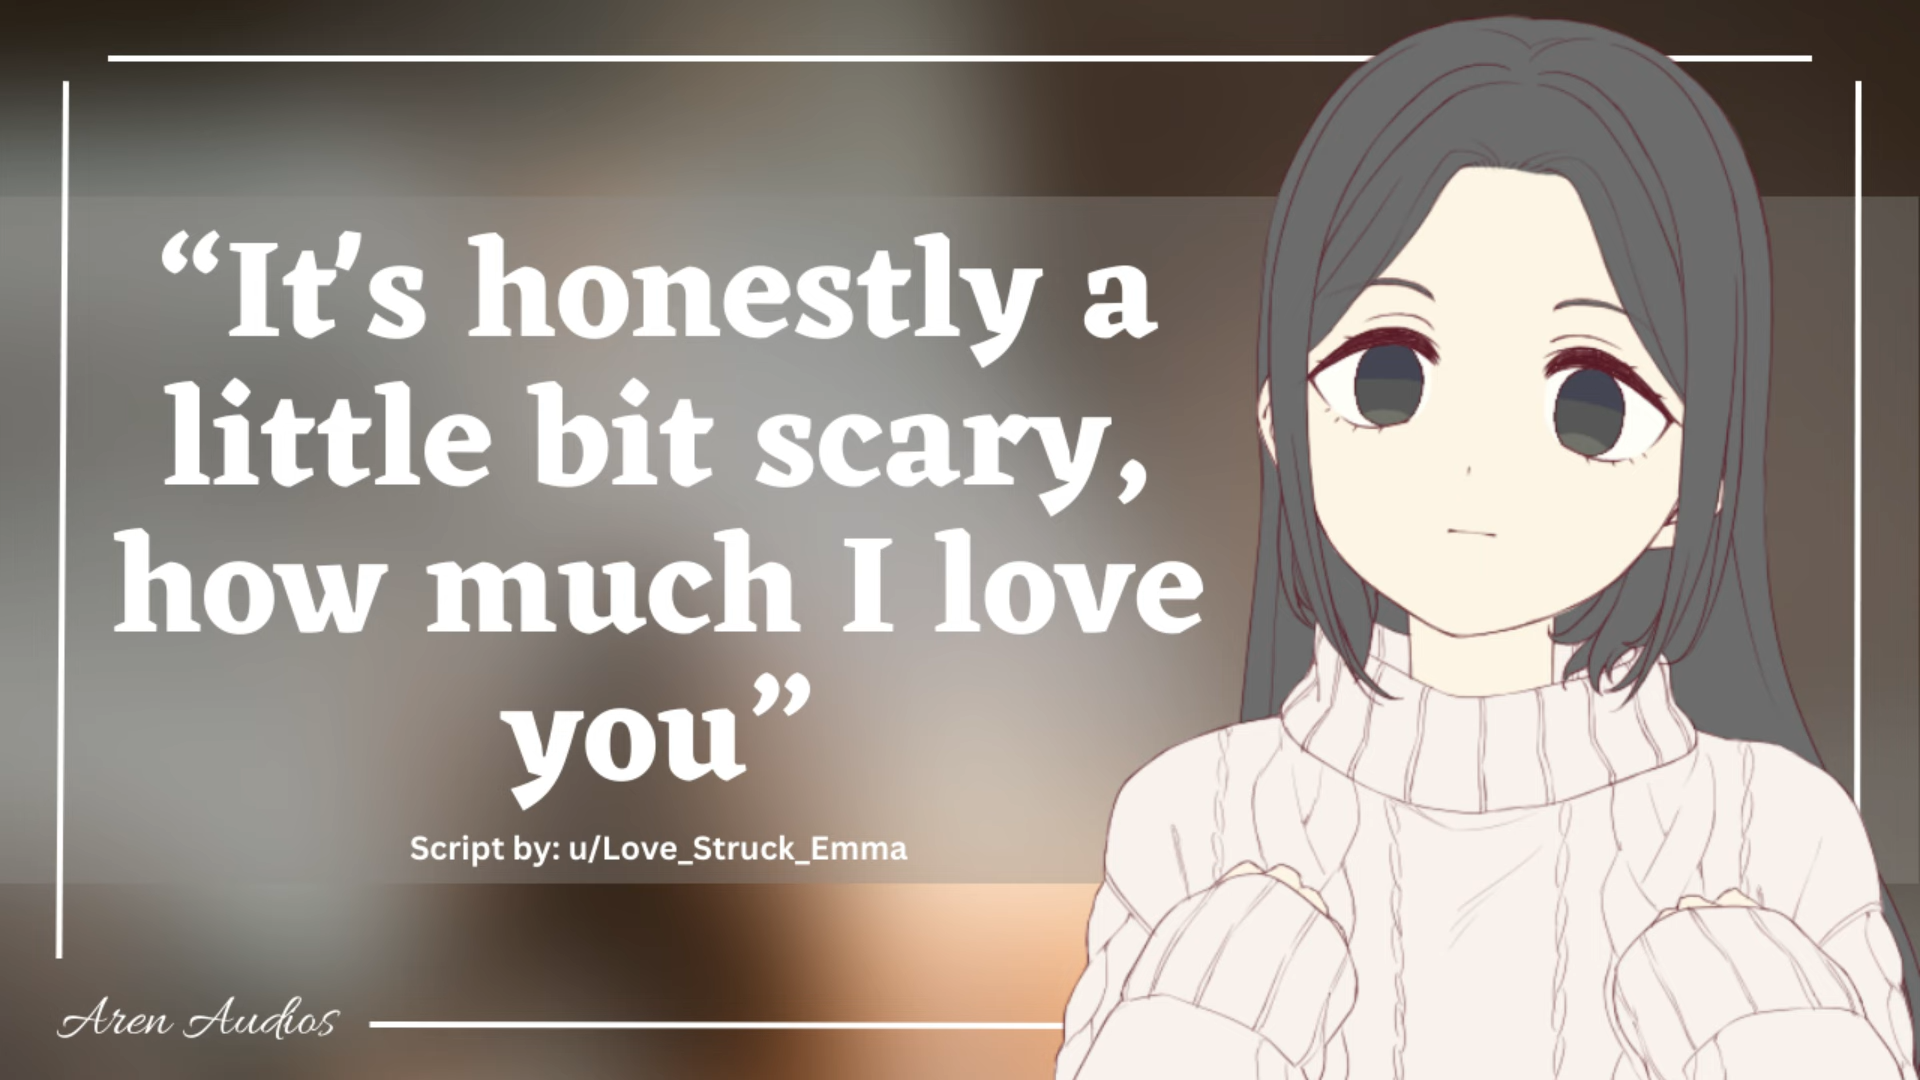 “It's honestly a
little bit scary,
how much I love
you”
Script by: u/Love_Struck_Emma
Aren Audios